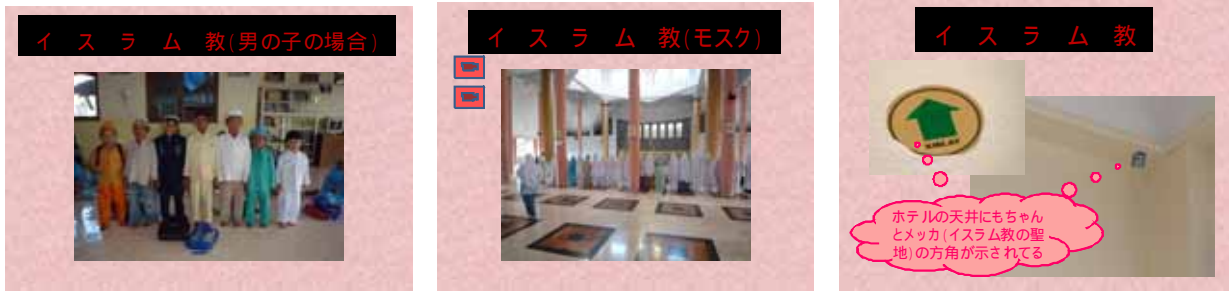 イスラム教(男の子の場合)
イスラム教(モスク)
イスラム教
ホテルの天井にもちゃん
とメッカ(イスラム教の聖
地)の方角が示されてる